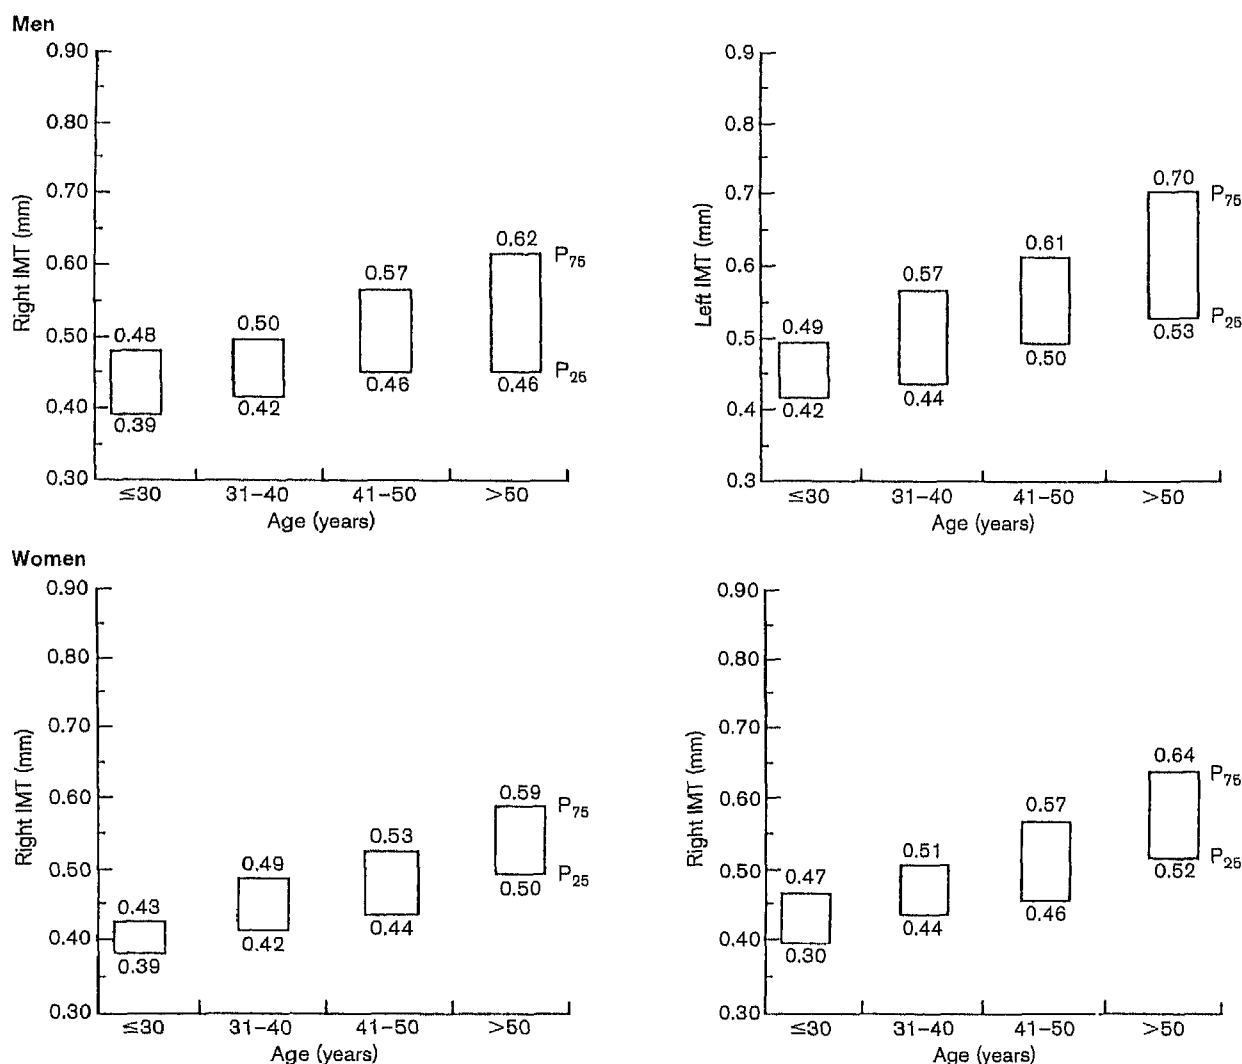 Men
0.90
0.80
0.70
0.60
0.50
0.40
0.30
Right IMT (mm)
0.48
0.39
0.50
0.42
0.57
0.46
0.62
0.46
P75
P25
≤30 31–40 41–50 >50
Age (years)
0.9
0.8
0.7
0.6
0.5
0.4
0.3
Left IMT (mm)
0.49
0.42
0.57
0.44
0.61
0.50
0.70
0.53
P75
P25
≤30 31–40 41–50 >50
Age (years)
Women
0.90
0.80
0.70
0.60
0.50
0.40
0.30
Right IMT (mm)
0.43
0.39
0.49
0.42
0.53
0.44
0.59
0.50
P75
P25
≤30 31–40 41–50 >50
Age (years)
0.90
0.80
0.70
0.60
0.50
0.40
0.30
Right IMT (mm)
0.47
0.30
0.51
0.44
0.57
0.46
0.64
0.52
P75
P25
≤30 31–40 41–50 >50
Age (years)